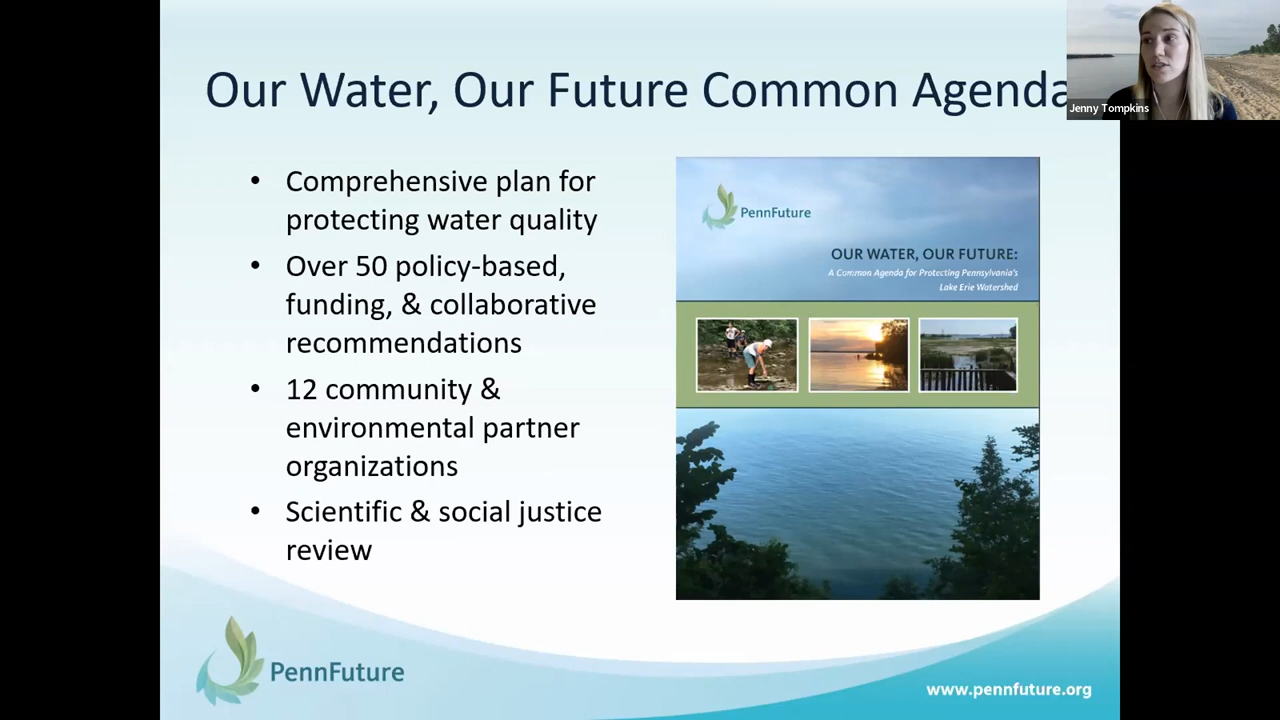 Our Water, Our Future Common Agenda
Jenny Tompkins
• Comprehensive plan for
protecting water quality
• Over 50 policy-based,
funding, & collaborative
recommendations
• 12 community &
environmental partner
organizations
• Scientific & social justice
review
PennFuture
OUR WATER, OUR FUTURE:
A Common Agenda for Protecting Pennsylvania's
Lake Erie Watershed
PennFuture
www.pennfuture.org